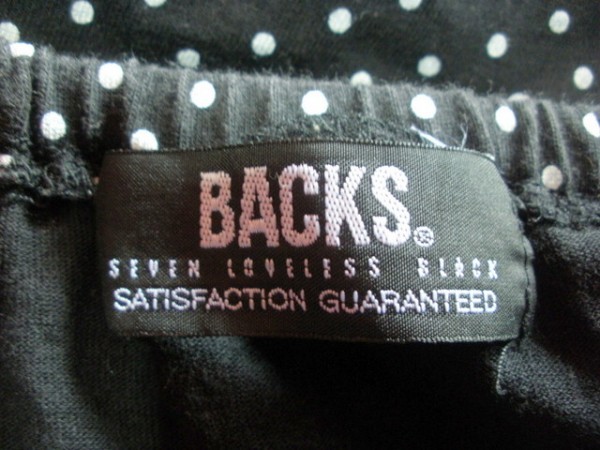 BACKS.®
SEVEN LOVELESS BLACK
SATISFACTION GUARANTEED